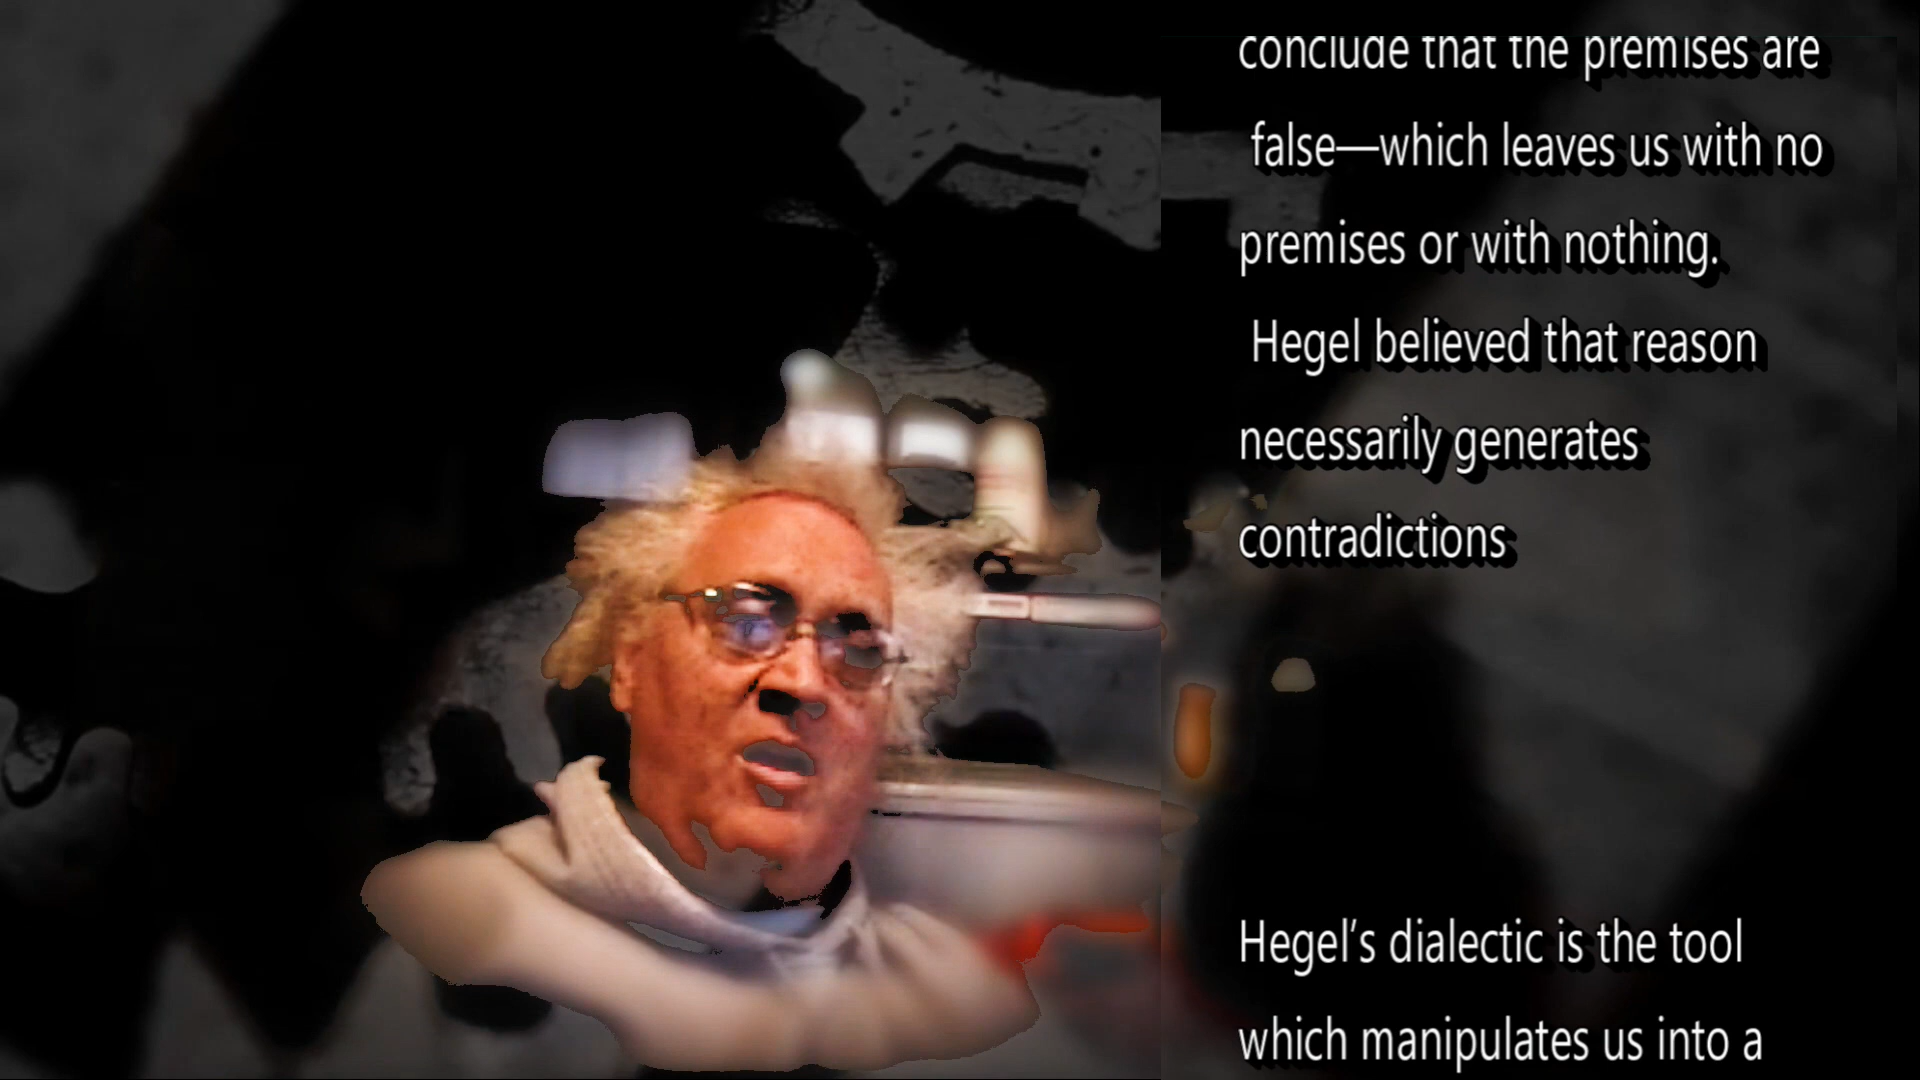 conclude that the premises are
false—which leaves us with no
premises or with nothing.
Hegel believed that reason
necessarily generates
contradictions
Hegel’s dialectic is the tool
which manipulates us into a